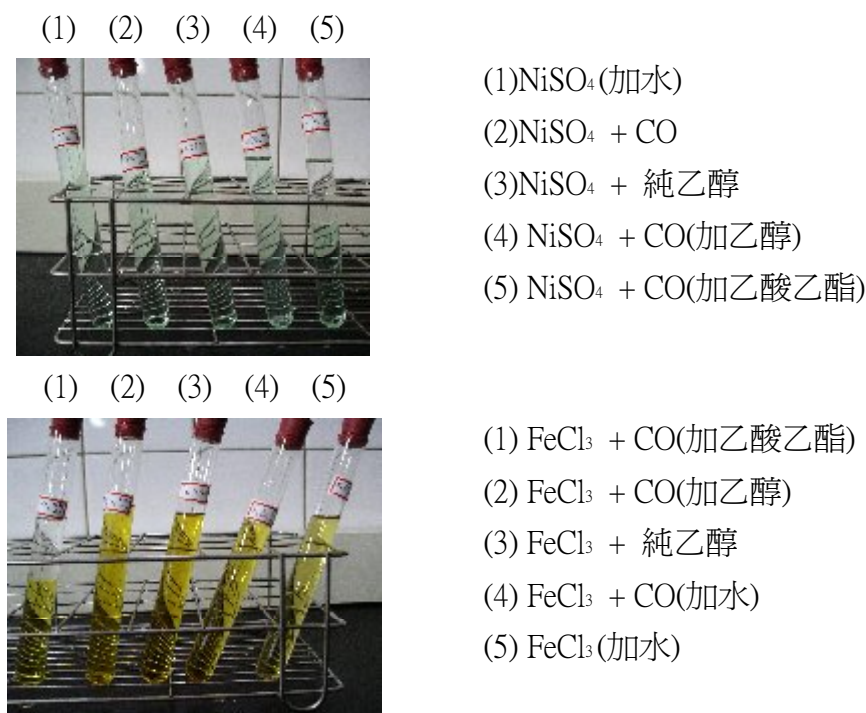 (1) (2) (3) (4) (5)
(1)NiSO₄(加水)
(2)NiSO₄ + CO
(3)NiSO₄ + 純乙醇
(4) NiSO₄ + CO(加乙醇)
(5) NiSO₄ + CO(加乙酸乙酯)
(1) (2) (3) (4) (5)
(1) FeCl₃ + CO(加乙酸乙酯)
(2) FeCl₃ + CO(加乙醇)
(3) FeCl₃ + 純乙醇
(4) FeCl₃ + CO(加水)
(5) FeCl₃(加水)